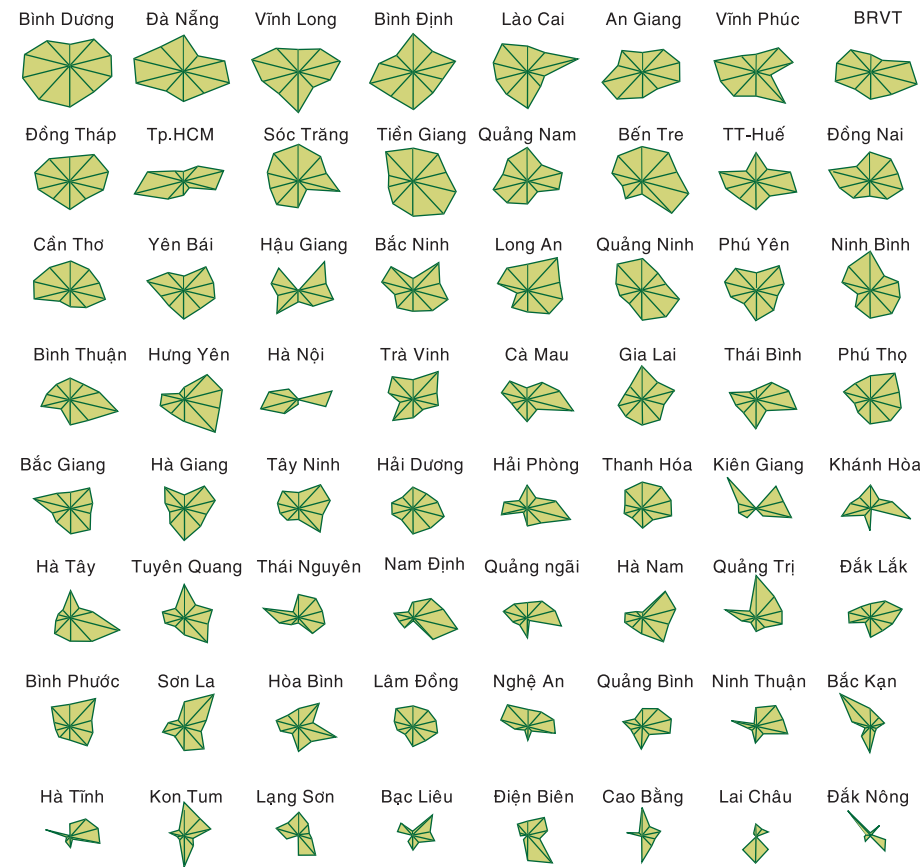 Bình Dương Đà Nẵng Vĩnh Long Bình Định Lào Cai An Giang Vĩnh Phúc BRVT
Đồng Tháp Tp.HCM Sóc Trăng Tiền Giang Quảng Nam Bến Tre TT-Huế Đồng Nai
Cần Thơ Yên Bái Hậu Giang Bắc Ninh Long An Quảng Ninh Phú Yên Ninh Bình
Bình Thuận Hưng Yên Hà Nội Trà Vinh Cà Mau Gia Lai Thái Bình Phú Thọ
Bắc Giang Hà Giang Tây Ninh Hải Dương Hải Phòng Thanh Hóa Kiên Giang Khánh Hòa
Hà Tây Tuyên Quang Thái Nguyên Nam Định Quảng ngãi Hà Nam Quảng Trị Đắk Lắk
Bình Phước Sơn La Hòa Bình Lâm Đồng Nghệ An Quảng Bình Ninh Thuận Bắc Kạn
Hà Tĩnh Kon Tum Lạng Sơn Bạc Liêu Điện Biên Cao Bằng Lai Châu Đắk Nông